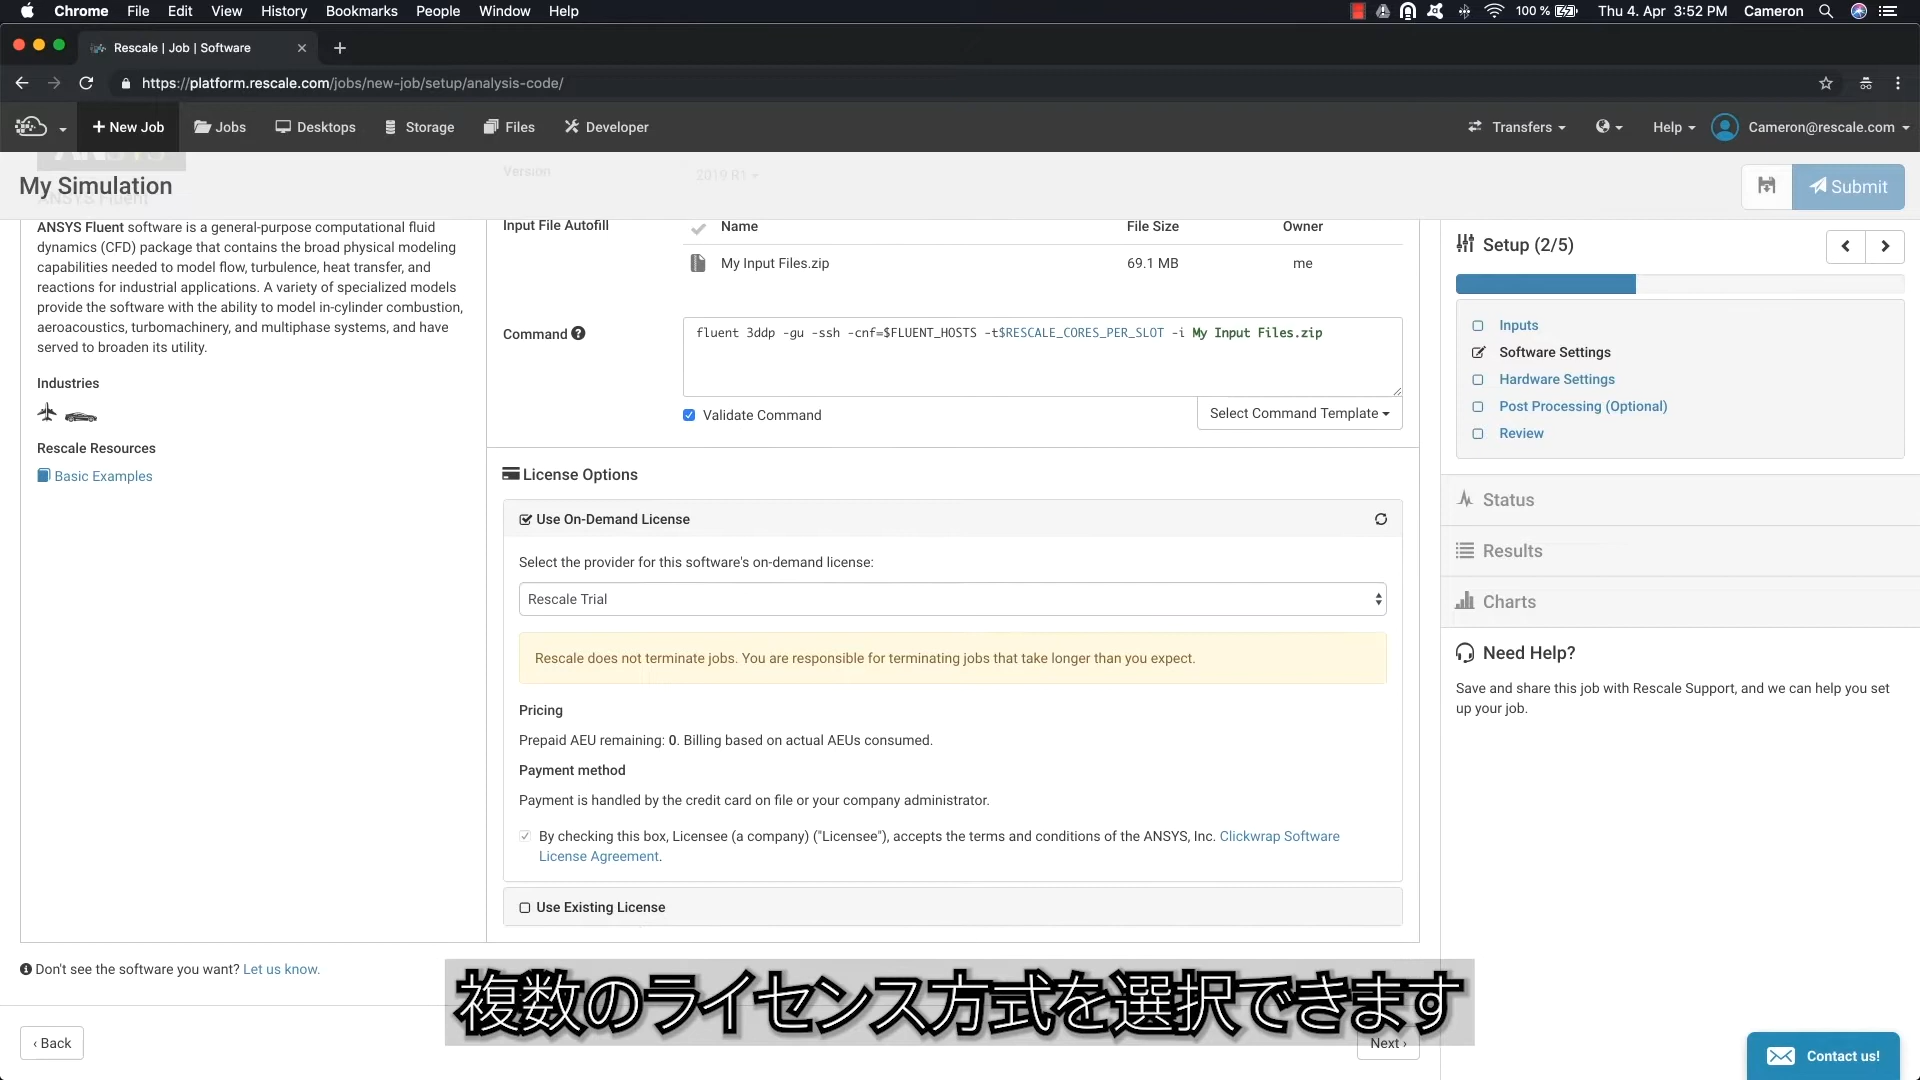 Chrome File Edit View History Bookmarks People Window Help 100 % Thu 4. Apr 3:52 PM Cameron
Rescale | Job | Software
https://platform.rescale.com/jobs/new-job/setup/analysis-code/
New Job Jobs Desktops Storage Files Developer Transfers Help Cameron@rescale.com
ANSYS
Version 2019 R1
My Simulation
ANSYS Fluent
Submit
ANSYS Fluent software is a general-purpose computational fluid
dynamics (CFD) package that contains the broad physical modeling
capabilities needed to model flow, turbulence, heat transfer, and
reactions for industrial applications. A variety of specialized models
provide the software with the ability to model in-cylinder combustion,
aeroacoustics, turbomachinery, and multiphase systems, and have
served to broaden its utility.
Industries
Rescale Resources
Basic Examples
Input File Autofill
Name File Size Owner
My Input Files.zip 69.1 MB me
Command
fluent 3ddp -gu -ssh -cnf=$FLUENT_HOSTS -t$RESCALE_CORES_PER_SLOT -i My Input Files.zip
Validate Command
Select Command Template
License Options
Use On-Demand License
Select the provider for this software's on-demand license:
Rescale Trial
Rescale does not terminate jobs. You are responsible for terminating jobs that take longer than you expect.
Pricing
Prepaid AEU remaining: 0. Billing based on actual AEUs consumed.
Payment method
Payment is handled by the credit card on file or your company administrator.
By checking this box, Licensee (a company) ("Licensee"), accepts the terms and conditions of the ANSYS, Inc. Clickwrap Software
License Agreement.
Use Existing License
Setup (2/5)
Inputs
Software Settings
Hardware Settings
Post Processing (Optional)
Review
Status
Results
Charts
Need Help?
Save and share this job with Rescale Support, and we can help you set
up your job.
Don't see the software you want? Let us know.
複数のライセンス方式を選択できます
‹ Back
Next ›
Contact us!